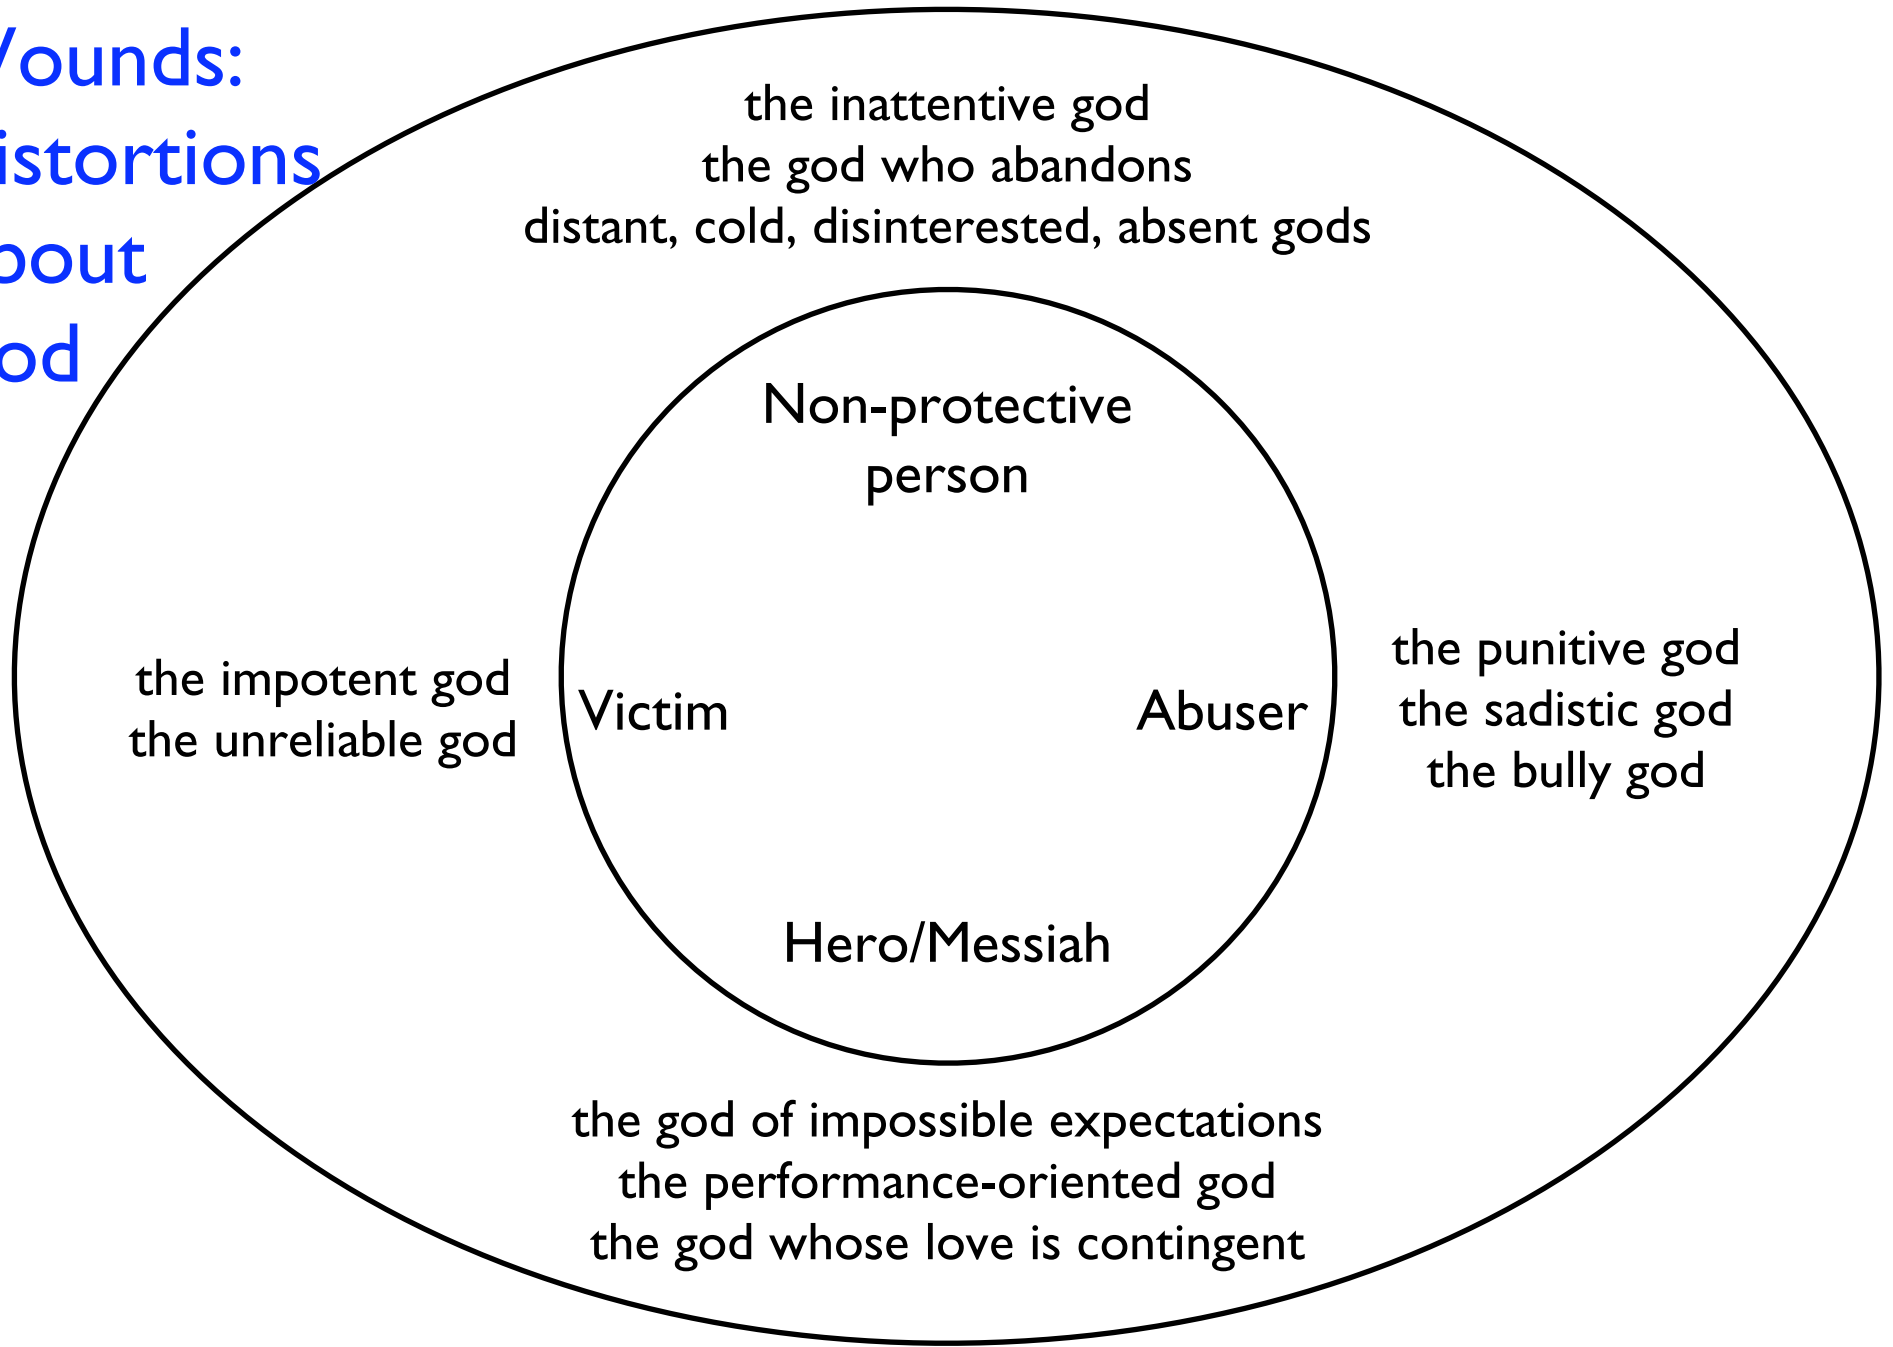 ounds:
istortions
bout
od
the inattentive god
the god who abandons
distant, cold, disinterested, absent gods
Non-protective
person
the impotent god
the unreliable god
Victim
Abuser
the punitive god
the sadistic god
the bully god
Hero/Messiah
the god of impossible expectations
the performance-oriented god
the god whose love is contingent